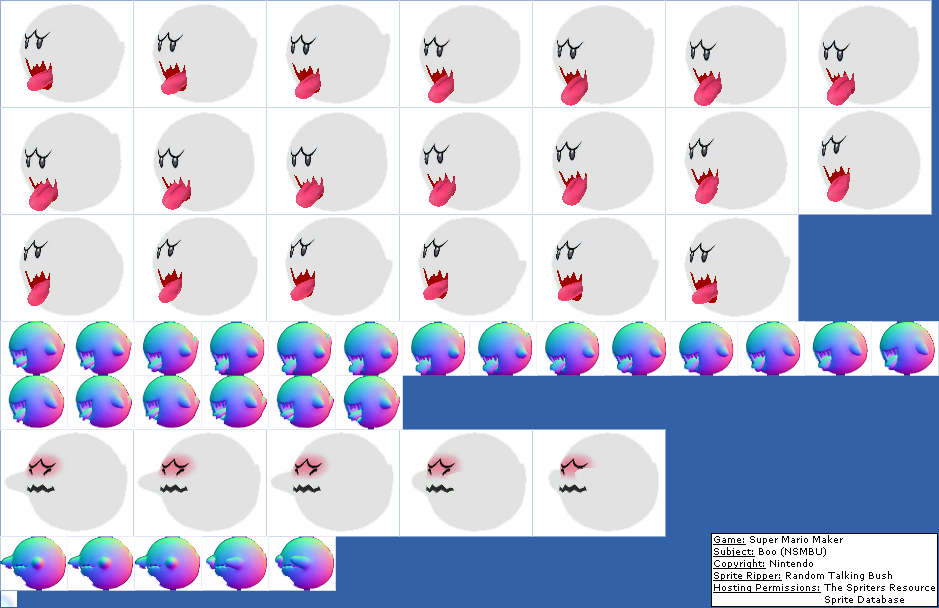 Game: Super Mario Maker
Subject: Boo (NSMBU)
Copyright: Nintendo
Sprite Ripper: Random Talking Bush
Hosting Permissions: The Spriters Resource
Sprite Database